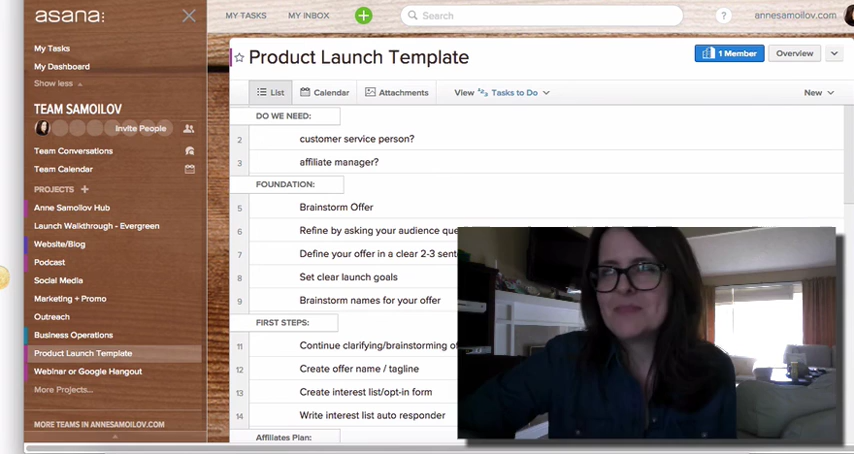 asana:
MY TASKS
MY INBOX
Search
?
annesamoilov.com
My Tasks
My Dashboard
Show less
TEAM SAMOILOV
Invite People
Team Conversations
Team Calendar
PROJECTS +
Anne Samoilov Hub
Launch Walkthrough - Evergreen
Website/Blog
Podcast
Social Media
Marketing + Promo
Outreach
Business Operations
Product Launch Template
Webinar or Google Hangout
More Projects...
MORE TEAMS IN ANNESAMOILOV.COM
Product Launch Template
1 Member
Overview
List
Calendar
Attachments
View
Tasks to Do
New
DO WE NEED:
2 customer service person?
3 affiliate manager?
FOUNDATION:
5 Brainstorm Offer
6 Refine by asking your audience que
7 Define your offer in a clear 2-3 sent
8 Set clear launch goals
9 Brainstorm names for your offer
FIRST STEPS:
11 Continue clarifying/brainstorming of
12 Create offer name / tagline
13 Create interest list/opt-in form
14 Write interest list auto responder
Affiliates Plan: